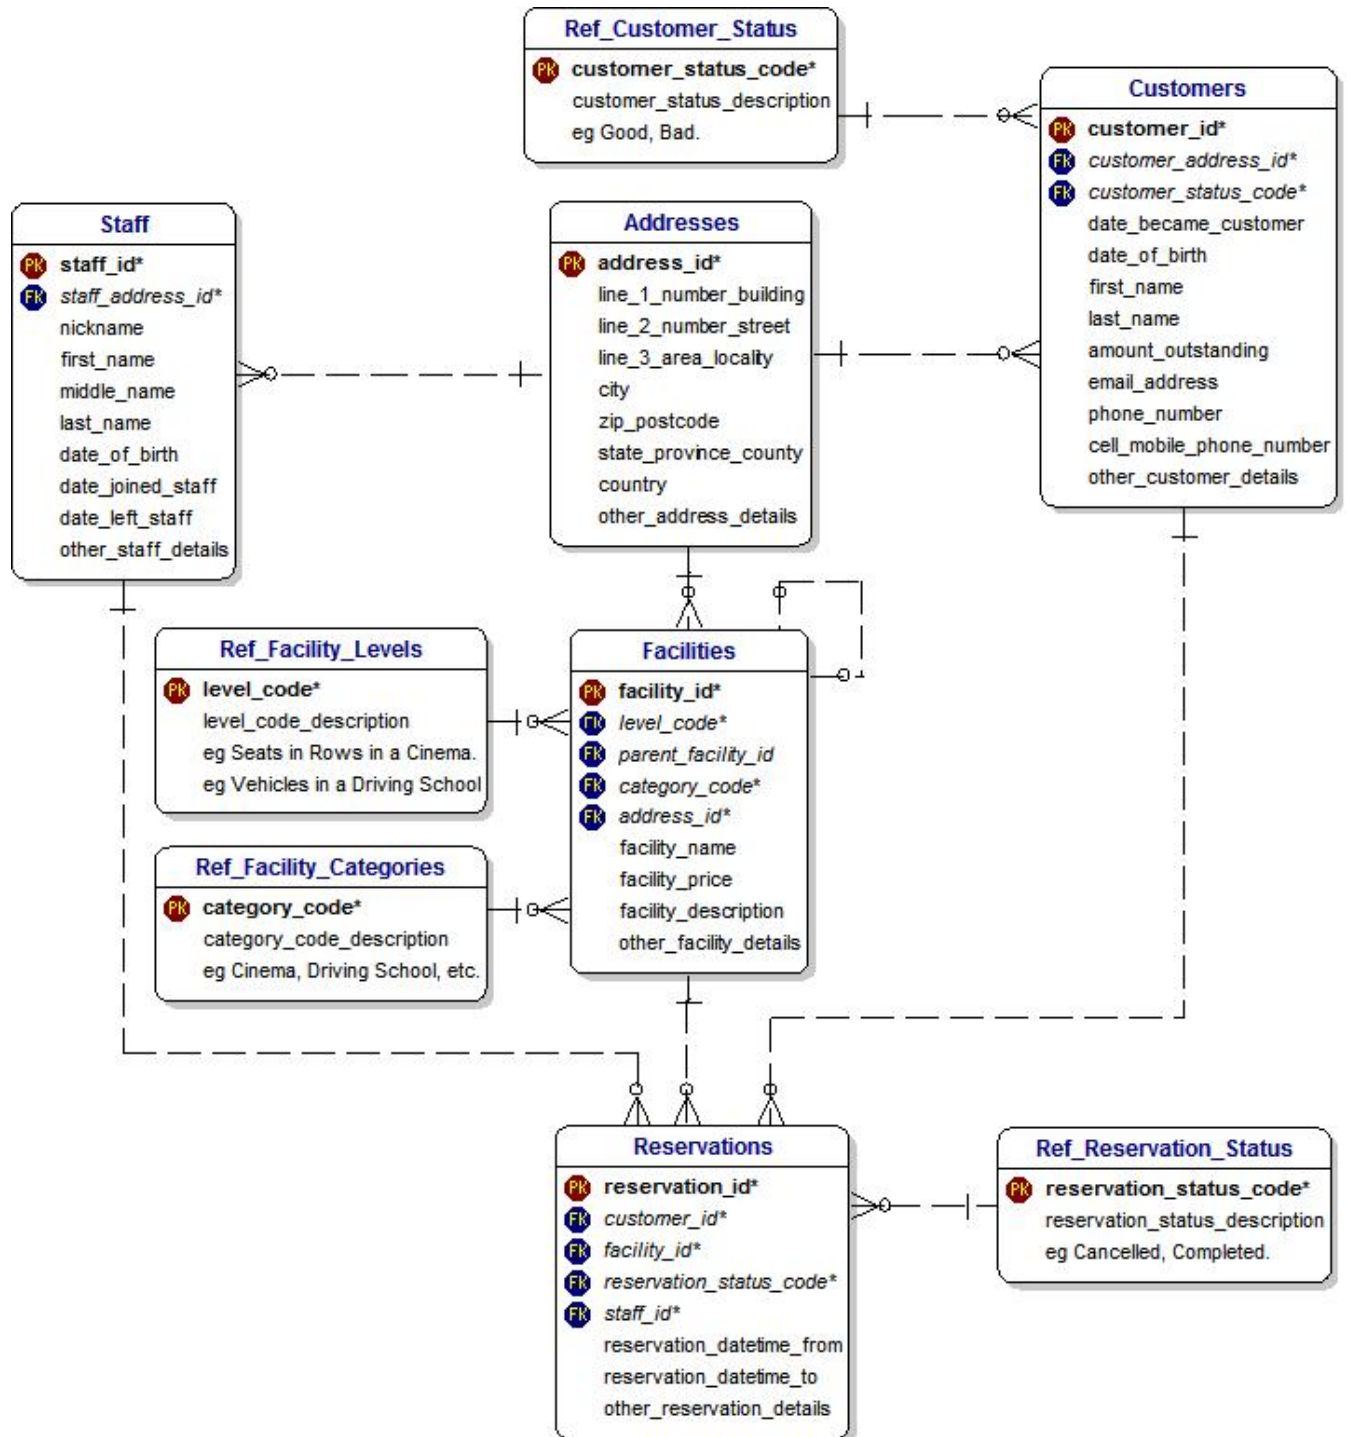 Ref_Customer_Status
PK customer_status_code*
customer_status_description
eg Good, Bad.
Customers
PK customer_id*
FK customer_address_id*
FK customer_status_code*
date_became_customer
date_of_birth
first_name
last_name
amount_outstanding
email_address
phone_number
cell_mobile_phone_number
other_customer_details
Staff
PK staff_id*
FK staff_address_id*
nickname
first_name
middle_name
last_name
date_of_birth
date_joined_staff
date_left_staff
other_staff_details
Addresses
PK address_id*
line_1_number_building
line_2_number_street
line_3_area_locality
city
zip_postcode
state_province_county
country
other_address_details
Ref_Facility_Levels
PK level_code*
level_code_description
eg Seats in Rows in a Cinema.
eg Vehicles in a Driving School
Facilities
PK facility_id*
FK level_code*
FK parent_facility_id
FK category_code*
FK address_id*
facility_name
facility_price
facility_description
other_facility_details
Ref_Facility_Categories
PK category_code*
category_code_description
eg Cinema, Driving School, etc.
Reservations
PK reservation_id*
FK customer_id*
FK facility_id*
FK reservation_status_code*
FK staff_id*
reservation_datetime_from
reservation_datetime_to
other_reservation_details
Ref_Reservation_Status
PK reservation_status_code*
reservation_status_description
eg Cancelled, Completed.